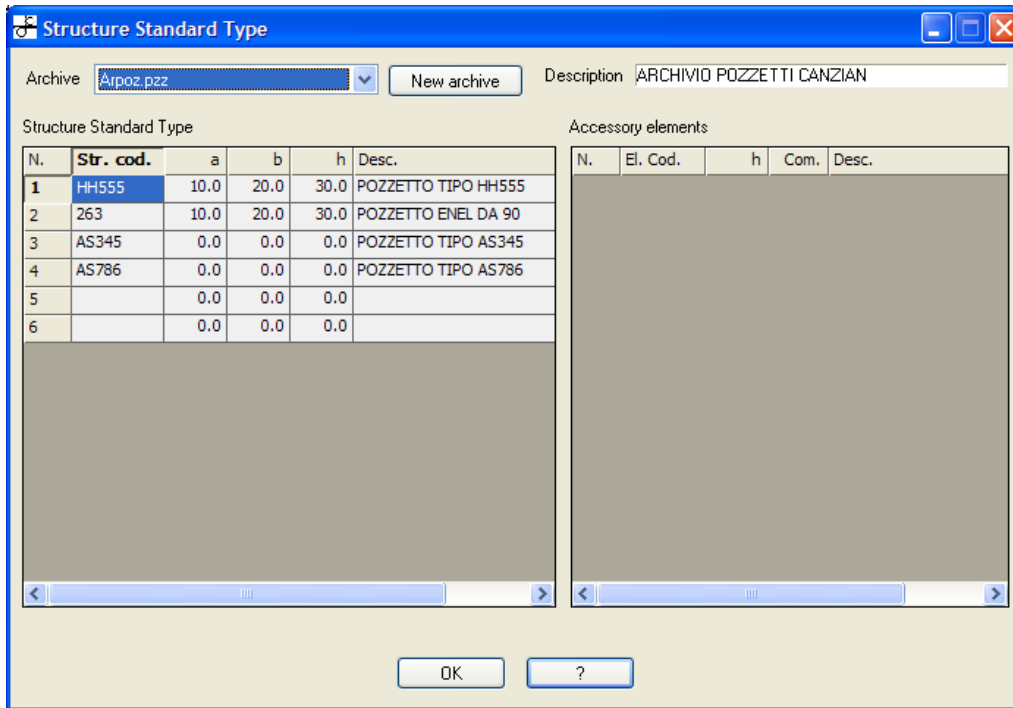 Structure Standard Type
Archive Arpoz.pzz New archive Description ARCHIVIO POZZETTI CANZIAN
Structure Standard Type Accessory elements
N. Str. cod. a b h Desc. N. El. Cod. h Com. Desc.
1 HH555 10.0 20.0 30.0 POZZETTO TIPO HH555
2 263 10.0 20.0 30.0 POZZETTO ENEL DA 90
3 AS345 0.0 0.0 0.0 POZZETTO TIPO AS345
4 AS786 0.0 0.0 0.0 POZZETTO TIPO AS786
5 0.0 0.0 0.0
6 0.0 0.0 0.0
OK ?